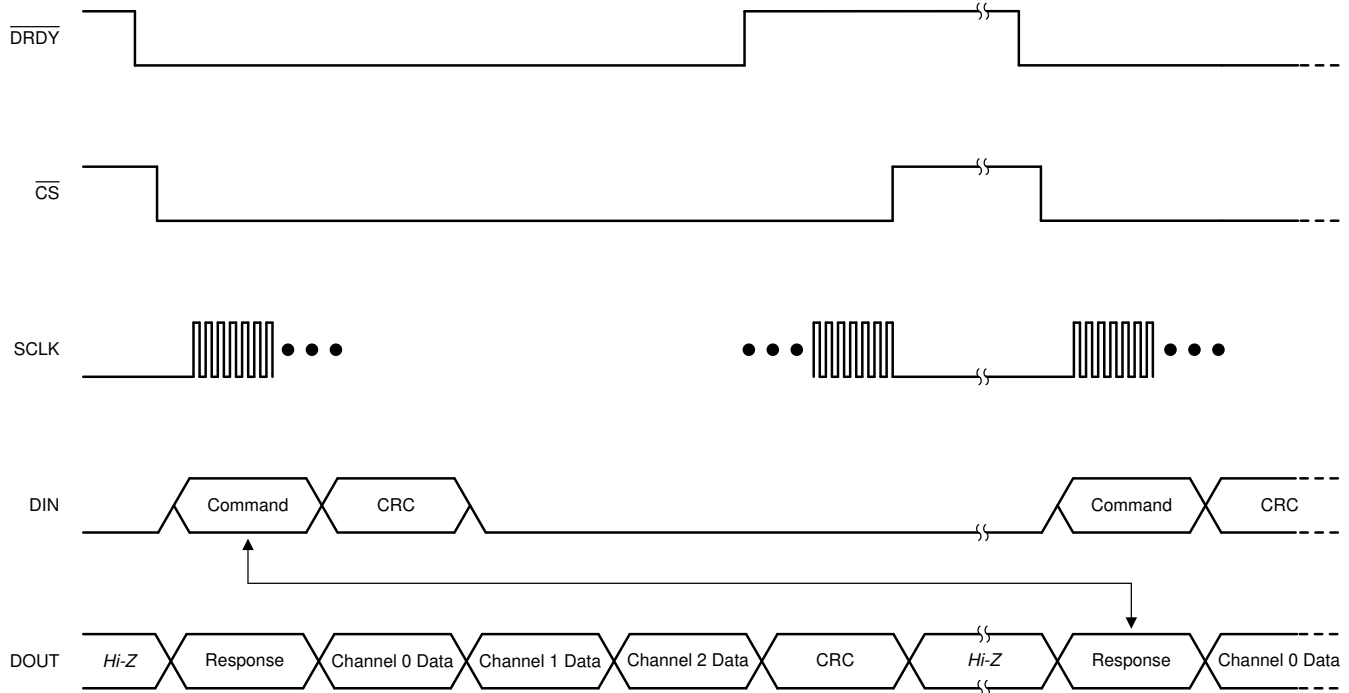 DRDY
CS
SCLK
DIN
Command
CRC
Command
CRC
DOUT
Hi-Z
Response
Channel 0 Data
Channel 1 Data
Channel 2 Data
CRC
Hi-Z
Response
Channel 0 Data